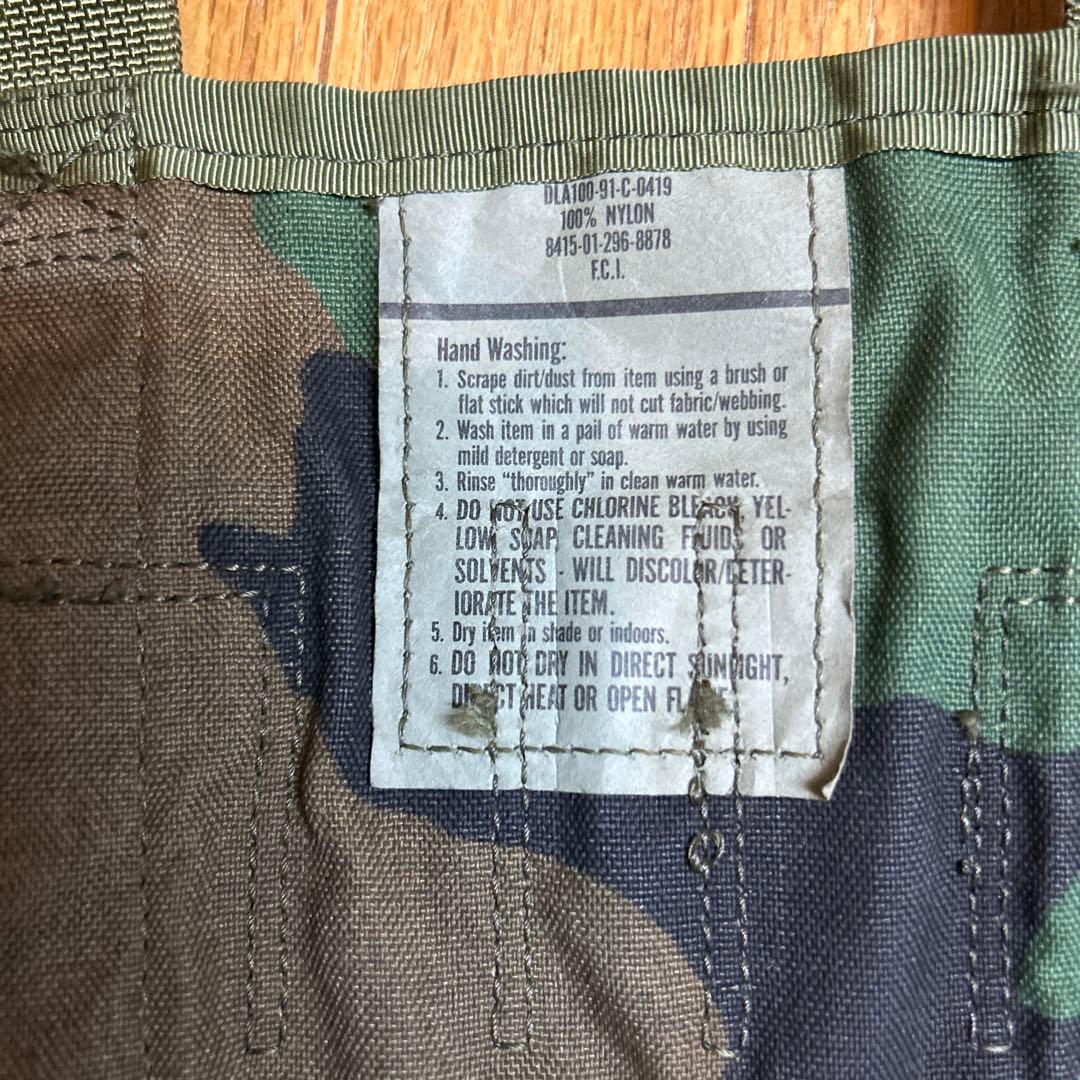 DLA100-91-C-0419
100% NYLON
8415-01-296-8878
F.C.I.
Hand Washing:
1. Scrape dirt/dust from item using a brush or
flat stick which will not cut fabric/webbing.
2. Wash item in a pail of warm water by using
mild detergent or soap.
3. Rinse "thoroughly" in clean warm water.
4. DO NOT USE CHLORINE BLEACH, YEL-
LOW SOAP, CLEANING FLUIDS OR
SOLVENTS - WILL DISCOLOR/DETER-
IORATE THE ITEM.
5. Dry item in shade or indoors.
6. DO NOT DRY IN DIRECT SUNLIGHT,
DIRECT HEAT OR OPEN FLAME.